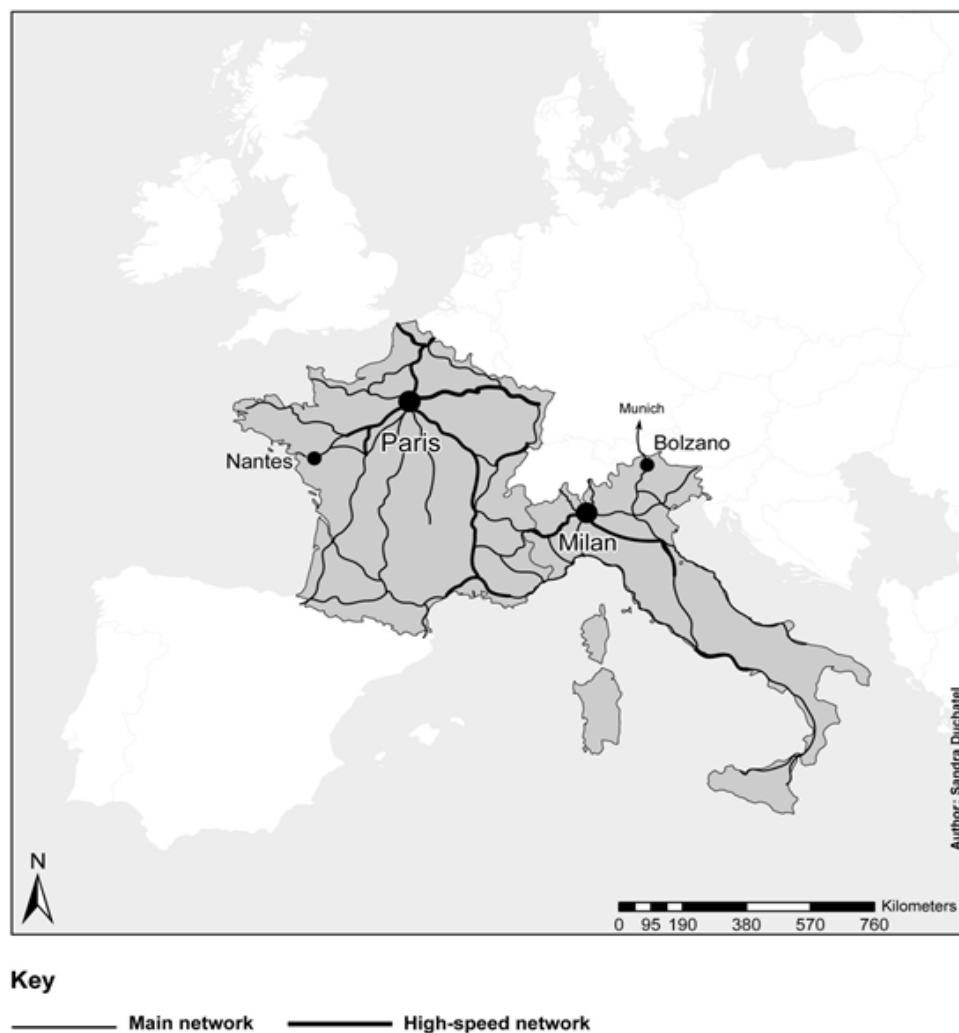 Munich
Bolzano
Paris
Nantes
Milan
Author: Sandra Duchatel
N
Kilometers
0 95 190 380 570 760
Key
Main network High-speed network